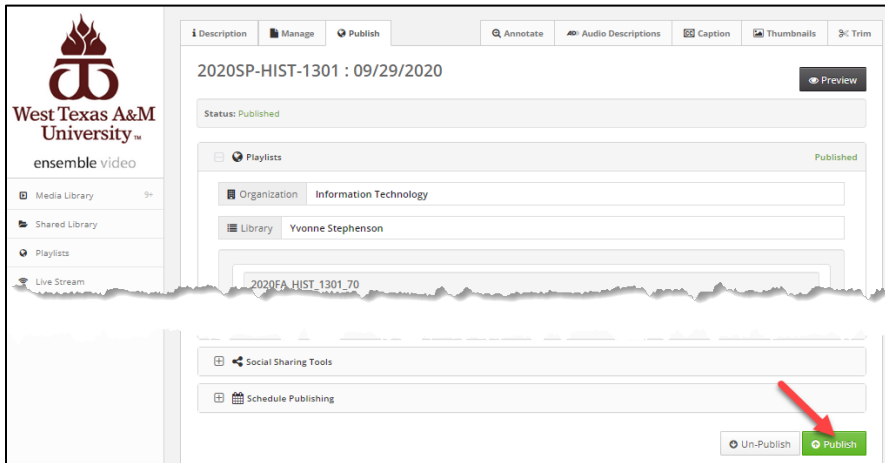 Description Manage Publish Annotate Audio Descriptions Caption Thumbnails Trim
2020SP-HIST-1301 : 09/29/2020
Preview
West Texas A&M
University™
ensemble video
Status: Published
Playlists Published
Organization Information Technology
Library Yvonne Stephenson
Media Library 9+
Shared Library
Playlists
Live Stream
2020FA_HIST_1301_70
Social Sharing Tools
Schedule Publishing
Un-Publish Publish